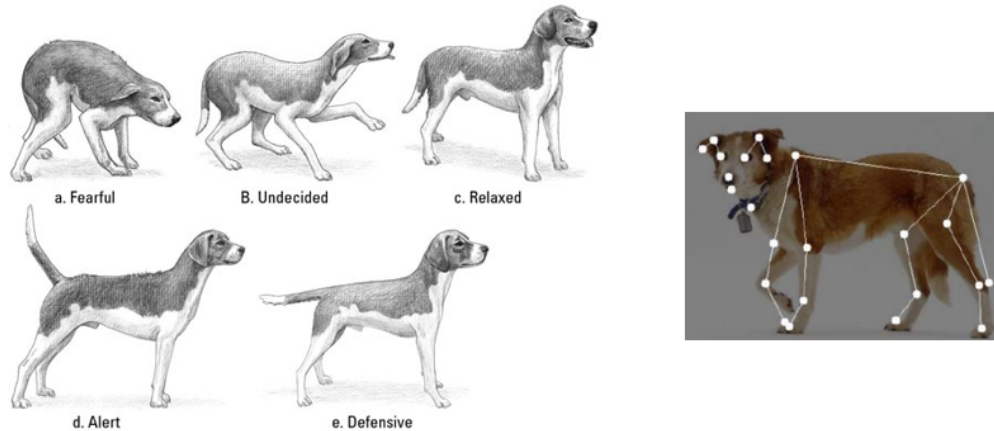 a. Fearful
B. Undecided
c. Relaxed
d. Alert
e. Defensive